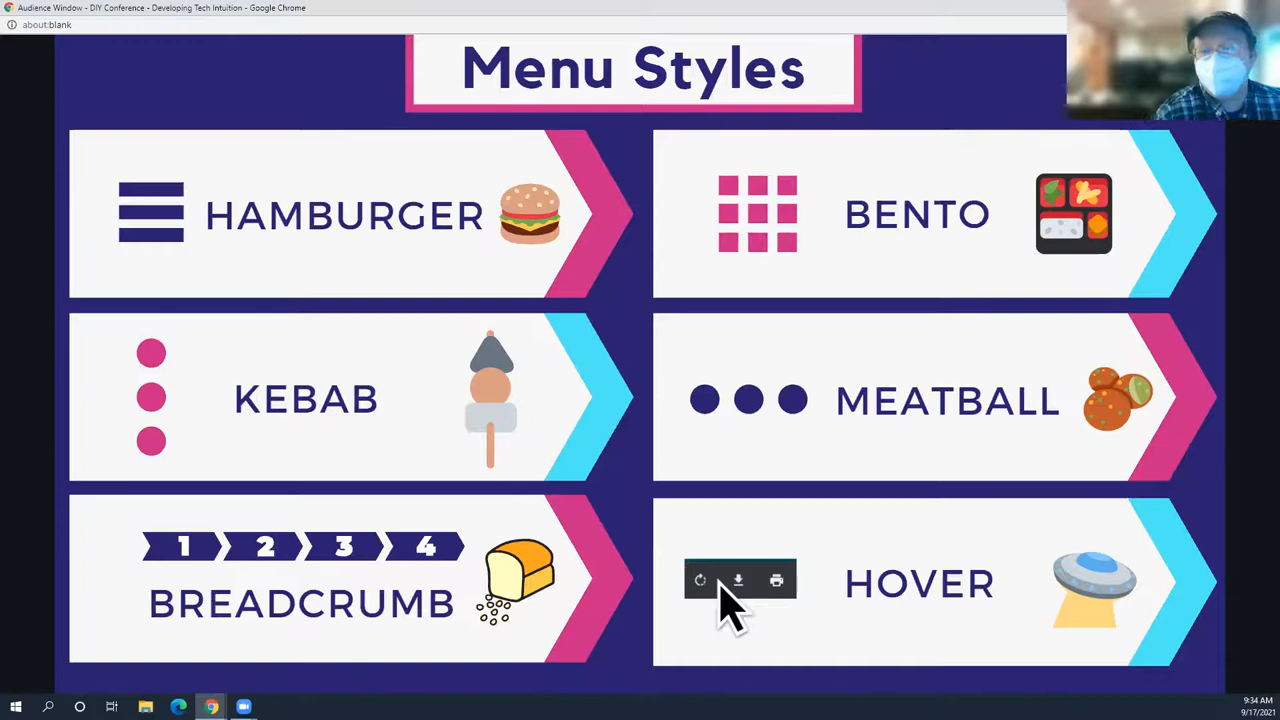 Audience Window - DIY Conference - Developing Tech Intuition - Google Chrome
about:blank
Menu Styles
HAMBURGER
BENTO
KEBAB
MEATBALL
1 2 3 4
BREADCRUMB
HOVER
9:34 AM
9/17/2021